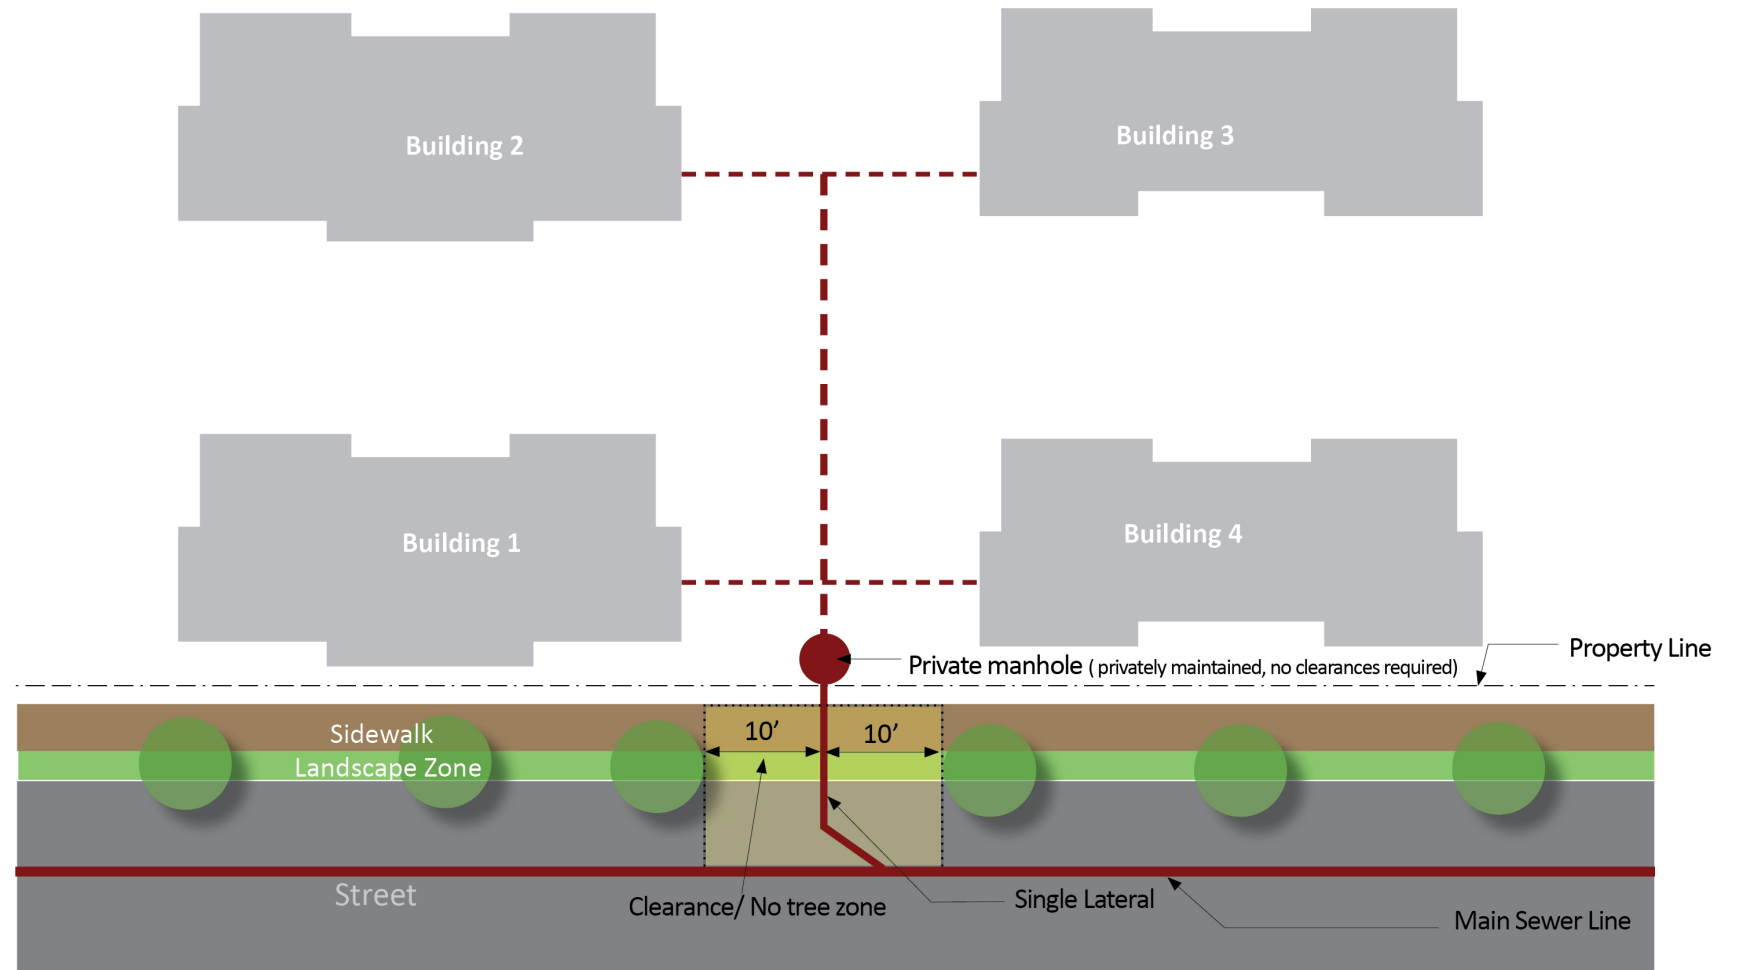 Building 2
Building 3
Building 1
Building 4
Property Line
Private manhole ( privately maintained, no clearances required)
Sidewalk
10’
10’
Landscape Zone
Street
Clearance/ No tree zone
Single Lateral
Main Sewer Line